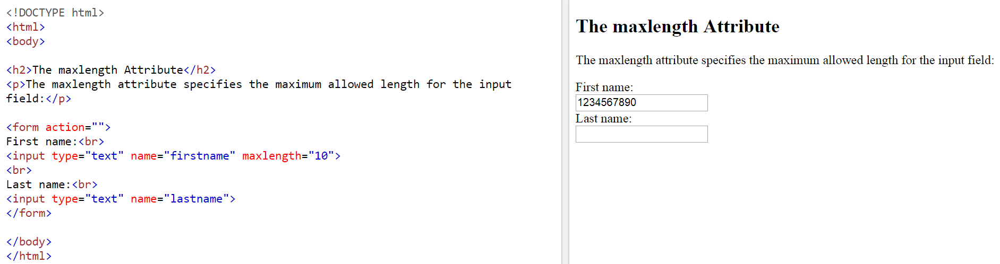 <!DOCTYPE html>
<html>
<body>
<h2>The maxlength Attribute</h2>
<p>The maxlength attribute specifies the maximum allowed length for the input
field:</p>
<form action="">
First name:<br>
<input type="text" name="firstname" maxlength="10">
<br>
Last name:<br>
<input type="text" name="lastname">
</form>
</body>
</html>
The maxlength Attribute
The maxlength attribute specifies the maximum allowed length for the input field:
First name:
1234567890
Last name: